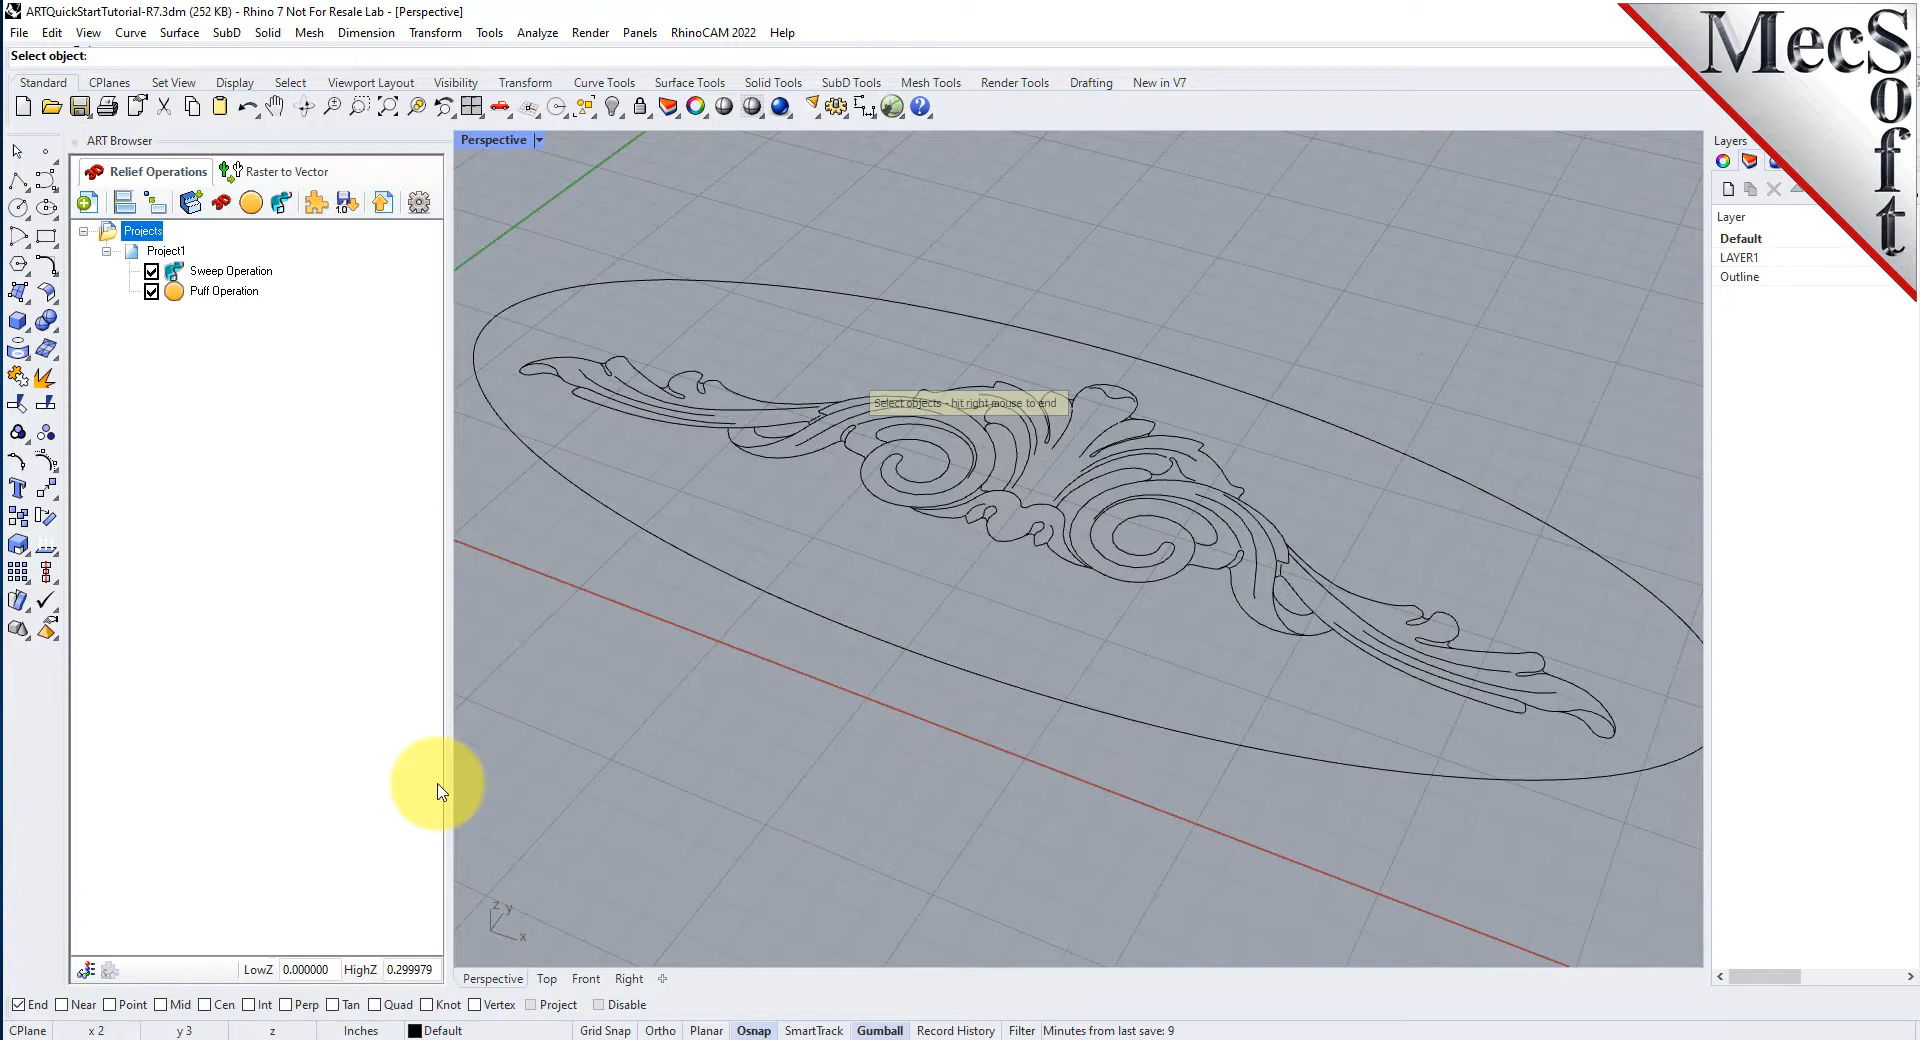 ARTQuickStartTutorial-R7.3dm (252 KB) - Rhino 7 Not For Resale Lab - [Perspective]
File Edit View Curve Surface SubD Solid Mesh Dimension Transform Tools Analyze Render Panels RhinoCAM 2022 Help
Select object:
Standard CPlanes Set View Display Select Viewport Layout Visibility Transform Curve Tools Surface Tools Solid Tools SubD Tools Mesh Tools Render Tools Drafting New in V7
MecSoft
ART Browser
Relief Operations Raster to Vector
1.0
Projects
Project1
Sweep Operation
Puff Operation
Perspective
Select objects - hit right mouse to end
z y
x
Layers
Layer
Default
LAYER1
Outline
LowZ 0.000000 HighZ 0.299979
Perspective Top Front Right
End Near Point Mid Cen Int Perp Tan Quad Knot Vertex Project Disable
CPlane x 2 y 3 z Inches Default Grid Snap Ortho Planar Osnap SmartTrack Gumball Record History Filter Minutes from last save: 9